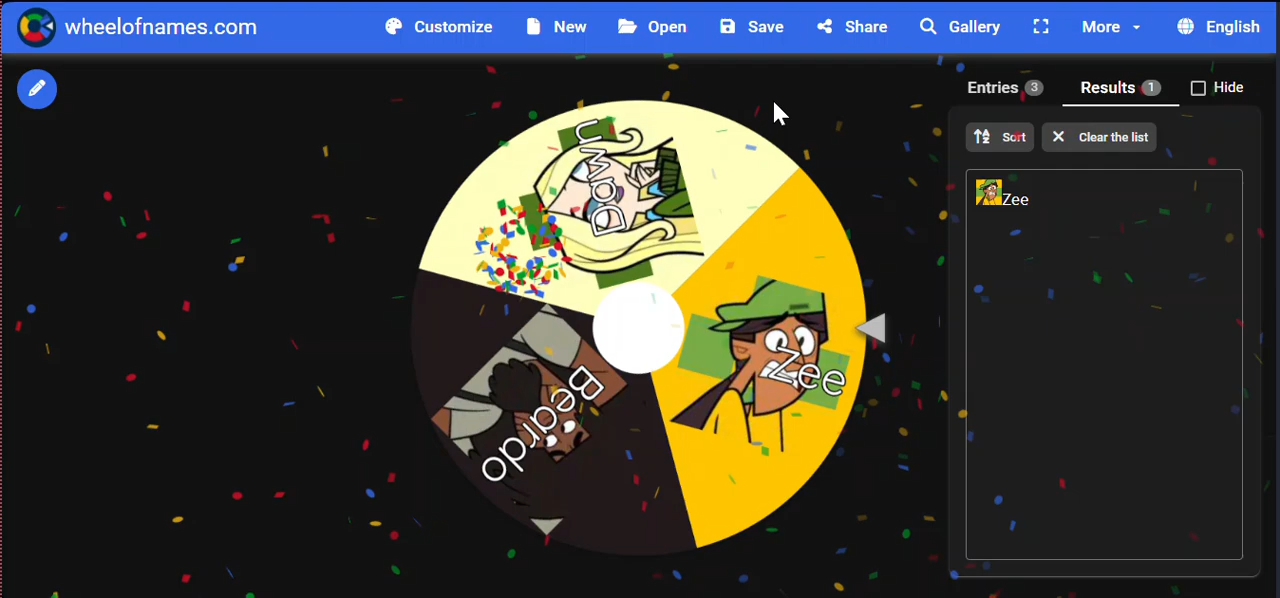 wheelofnames.com Customize New Open Save Share Gallery More English
Entries 3 Results 1 Hide
Sort Clear the list
Zee
Dawn
Zee
Beardo